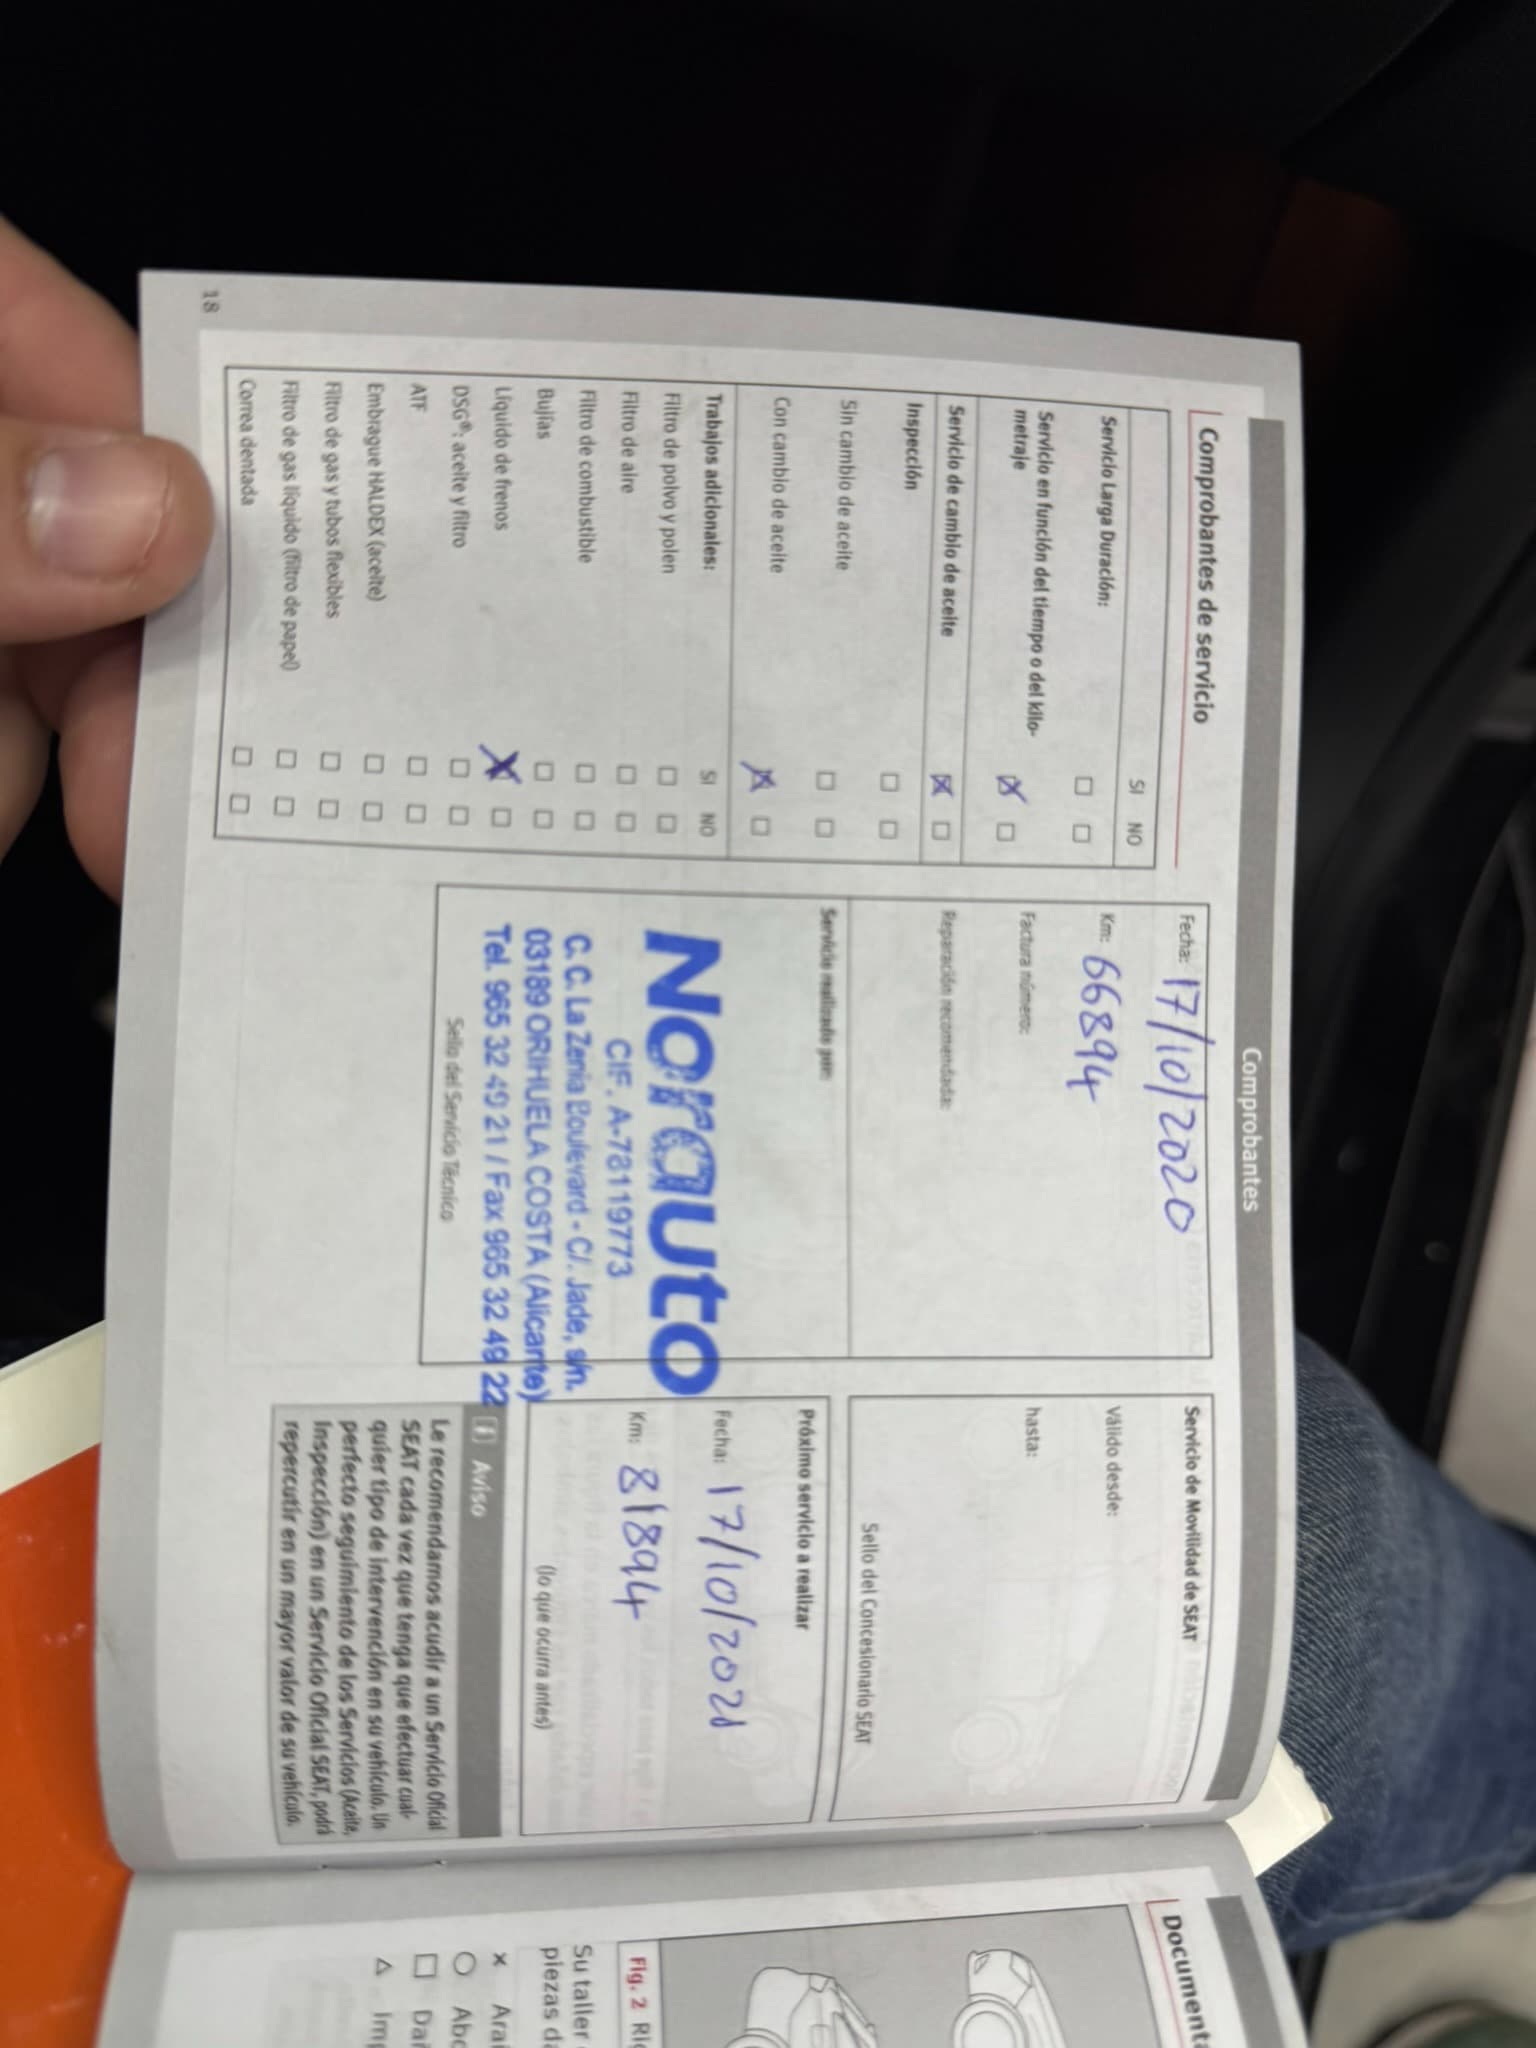 Comprobantes
Comprobantes de servicio
SI NO
Servicio Larga Duración: □ □
Servicio en función del tiempo o del kilo-
metraje ☒ □
Servicio de cambio de aceite ☒ □
Inspección □ □
Sin cambio de aceite □ □
Con cambio de aceite ☒ □
Trabajos adicionales: SI NO
Filtro de polvo y polen □ □
Filtro de aire □ □
Filtro de combustible □ □
Bujías □ □
Líquido de frenos ☒ □
DSG®: aceite y filtro □ □
ATF □ □
Embrague HALDEX (aceite) □ □
Filtro de gas y tubos flexibles □ □
Filtro de gas líquido (filtro de papel) □ □
Correa dentada □ □
18
Fecha: 17/10/2020
Km: 66894
Factura número:
Reparación recomendada:
Servicio realizado por:
Norauto
CIF. A-78119773
C. C. La Zenia Boulevard - C/. Jade, s/n.
03189 ORIHUELA COSTA (Alicante)
Tel. 965 32 49 21 / Fax 965 32 49 22
Sello del Servicio Técnico
Servicio de Movilidad de SEAT
Válido desde:
hasta:
Sello del Concesionario SEAT
Próximo servicio a realizar
Fecha: 17/10/2021
Km: 81894
(lo que ocurra antes)
Aviso
Le recomendamos acudir a un Servicio Oficial
SEAT cada vez que tenga que efectuar cual-
quier tipo de intervención en su vehículo. Un
perfecto seguimiento de los Servicios (Aceite,
Inspección) en un Servicio Oficial SEAT, podrá
repercutir en un mayor valor de su vehículo.
Fig. 2
Su taller
piezas
×
○
□
△